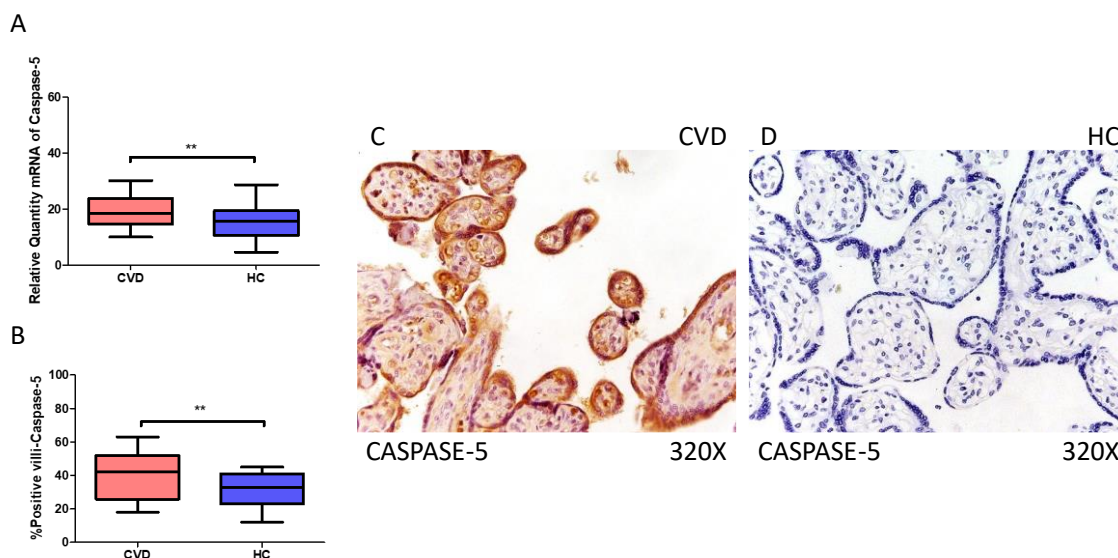 A
Relative Quantity mRNA of Caspase-5
60
40
20
0
**
CVD
HC
B
%Positive villi-Caspase-5
100
80
60
40
20
0
**
CVD
HC
C
CVD
CASPASE-5
320X
D
HC
CASPASE-5
320X